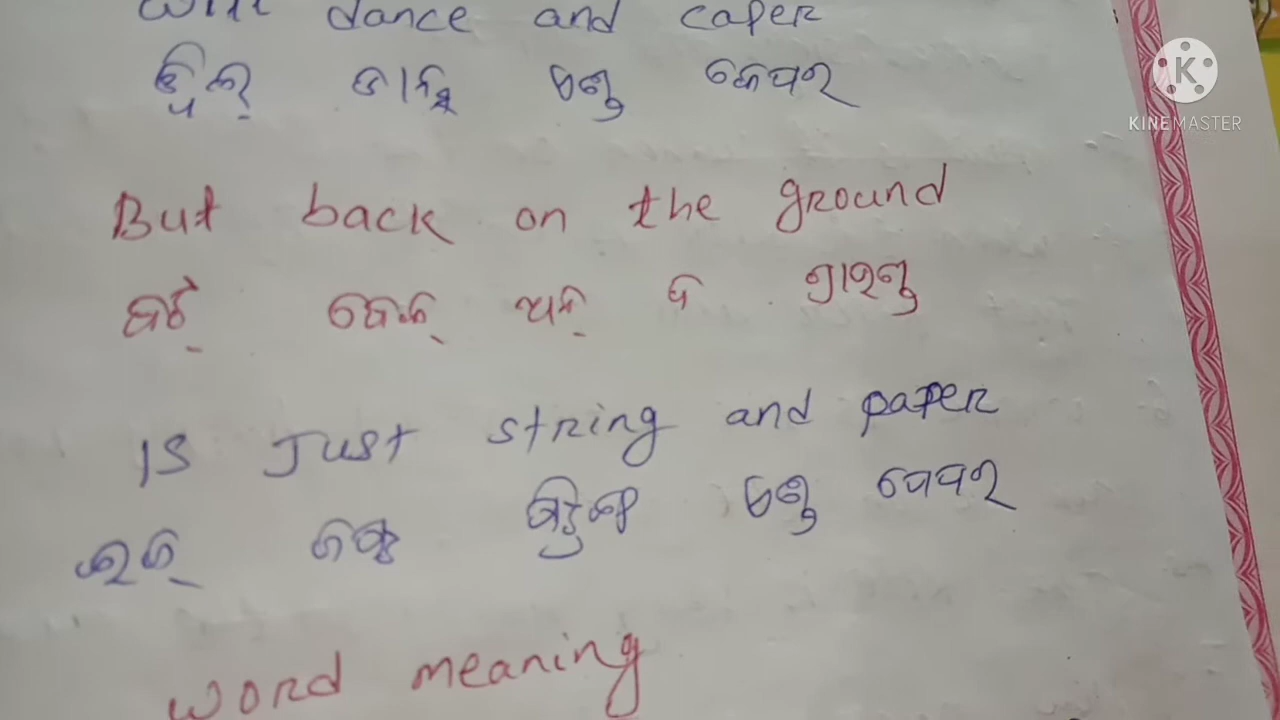 will dance and caper
ୱିଲ୍ ଡାନ୍ସ ଏଣ୍ଡ କେପର
KINEMASTER
But back on the ground
ବଟ୍ ବେକ୍ ଅନ୍ ଦ ଗ୍ରାଉଣ୍ଡ
is Just string and paper
ଇଜ୍ ଜଷ୍ଟ ଷ୍ଟ୍ରିଙ୍ଗ ଏଣ୍ଡ ପେପର
word meaning